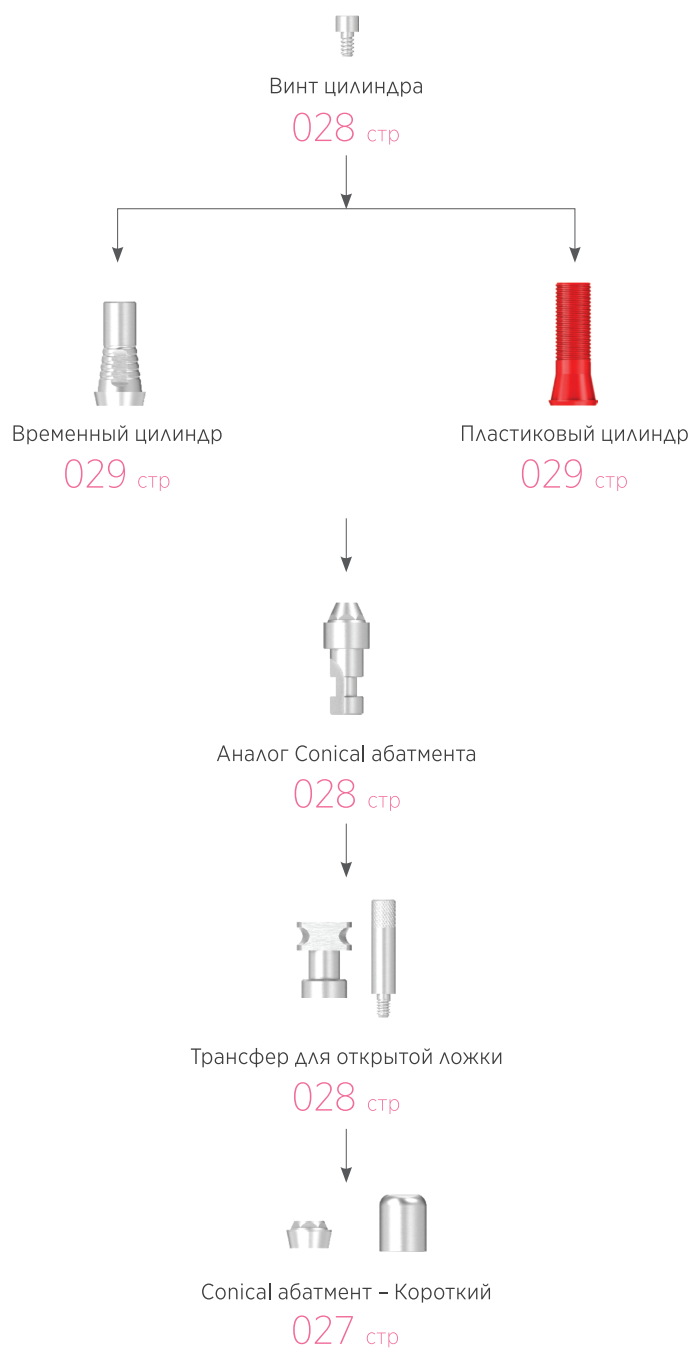 Винт цилиндра
028 стр
Временный цилиндр
029 стр
Пластиковый цилиндр
029 стр
Аналог Conical абатмента
028 стр
Трансфер для открытой ложки
028 стр
Conical абатмент – Короткий
027 стр